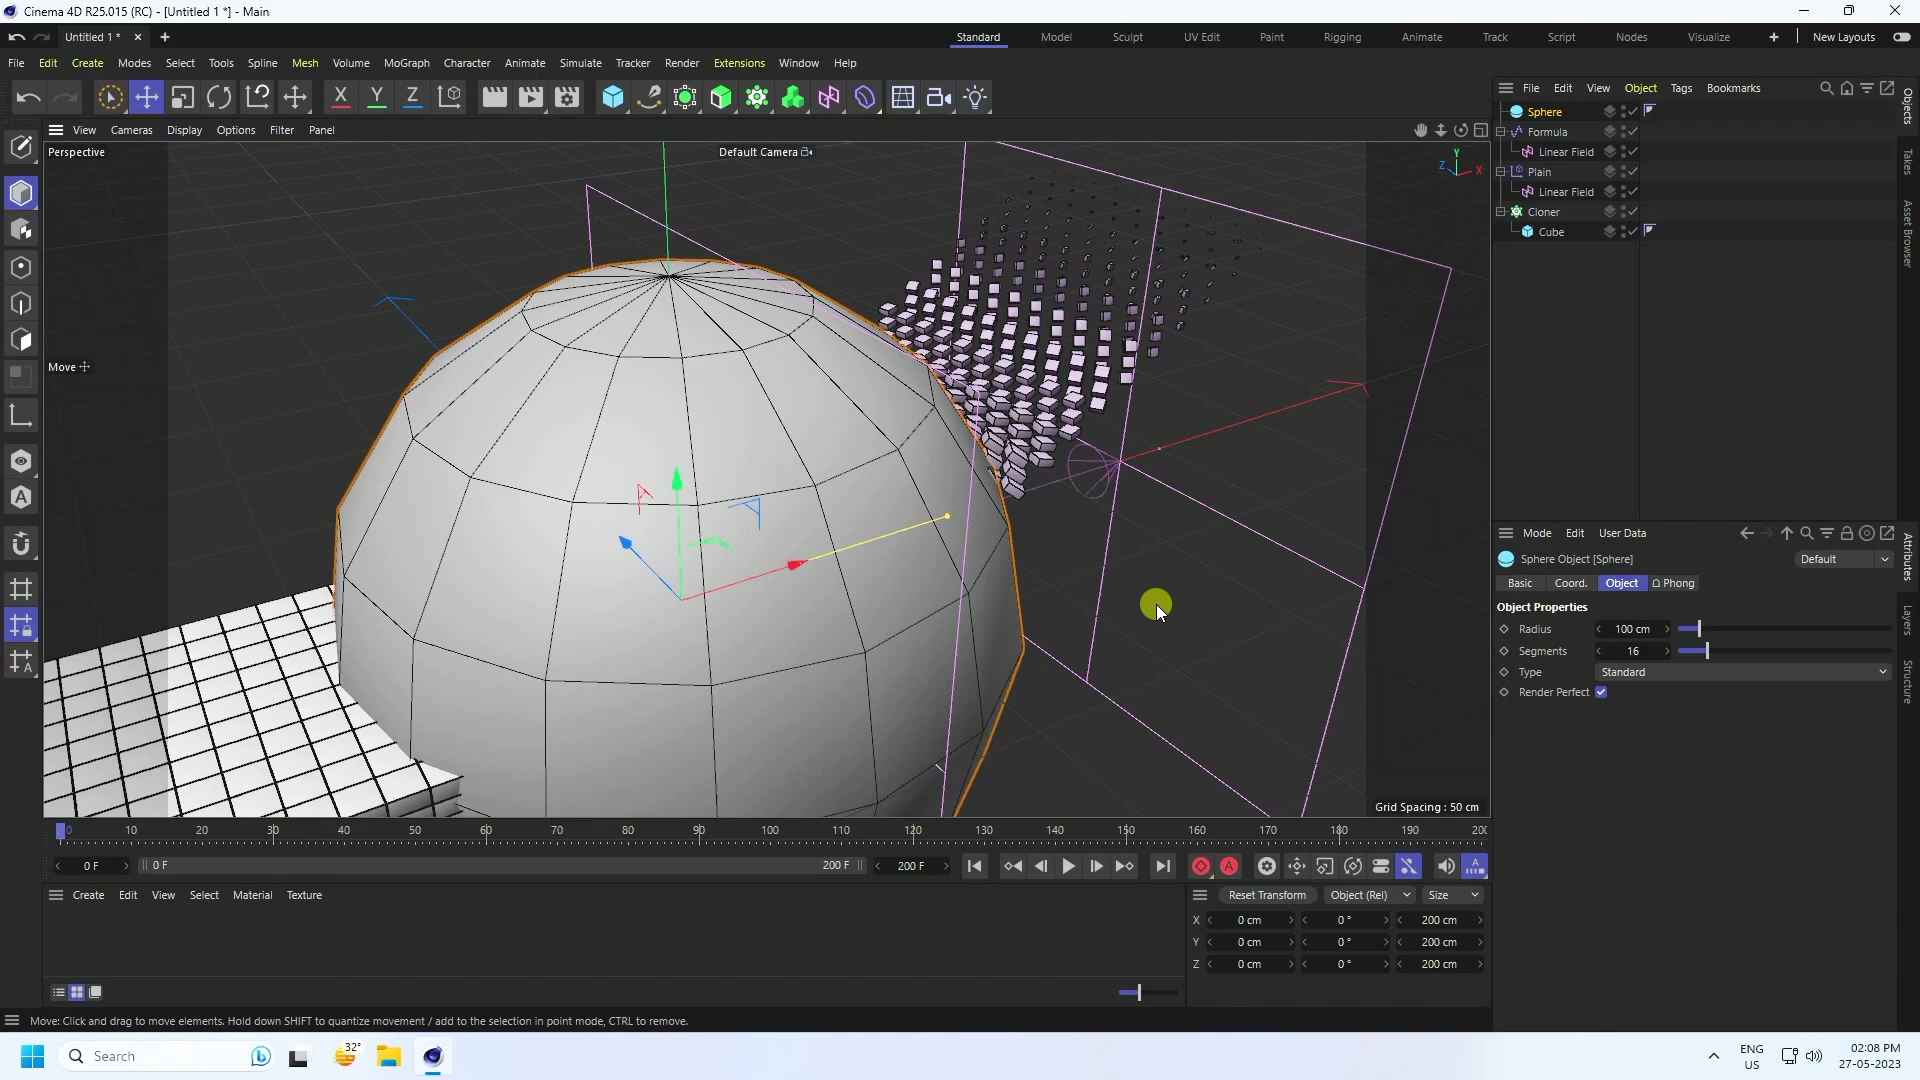 Cinema 4D R25.015 (RC) - [Untitled 1 *] - Main
Untitled 1 *
Standard Model Sculpt UV Edit Paint Rigging Animate Track Script Nodes Visualize New Layouts
File Edit Create Modes Select Tools Spline Mesh Volume MoGraph Character Animate Simulate Tracker Render Extensions Window Help
X Y Z
File Edit View Object Tags Bookmarks
Sphere
Formula
Linear Field
Plain
Linear Field
Cloner
Cube
Objects
Takes
Asset Browser
View Cameras Display Options Filter Panel
Perspective
Default Camera
Y
Z
X
Move
Grid Spacing : 50 cm
Mode Edit User Data
Sphere Object [Sphere]
Default
Basic Coord. Object Phong
Object Properties
Radius 100 cm
Segments 16
Type Standard
Render Perfect
Attributes
Layers
Structure
0 10 20 30 40 50 60 70 80 90 100 110 120 130 140 150 160 170 180 190 200
0 F 0 F 200 F 200 F
Create Edit View Select Material Texture
Reset Transform Object (Rel) Size
X 0 cm 0 ° 200 cm
Y 0 cm 0 ° 200 cm
Z 0 cm 0 ° 200 cm
Move: Click and drag to move elements. Hold down SHIFT to quantize movement / add to the selection in point mode, CTRL to remove.
Search
32°
ENG
US
02:08 PM
27-05-2023